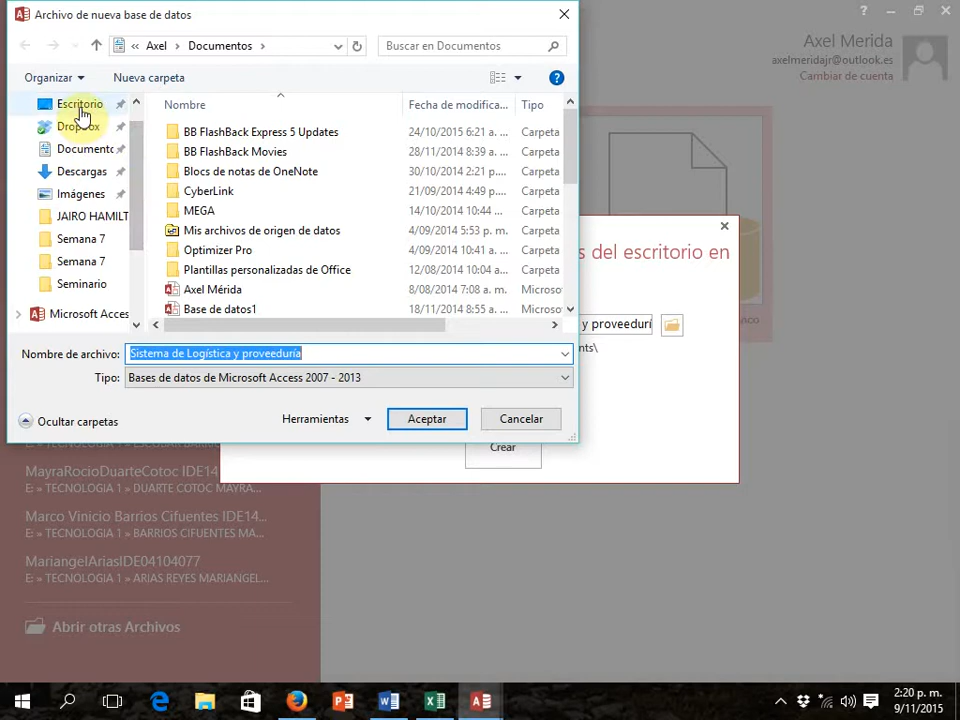 Archivo de nueva base de datos
?
Axel Merida
axelmeridajr@outlook.es
Cambiar de cuenta
« Axel › Documentos ›
Buscar en Documentos
Organizar
Nueva carpeta
?
Escritorio
Dropbox
Documento
Descargas
Imágenes
JAIRO HAMILT
Semana 7
Semana 7
Seminario
Microsoft Acces
Nombre Fecha de modifica... Tipo
BB FlashBack Express 5 Updates 24/10/2015 6:21 a. ... Carpeta
BB FlashBack Movies 28/11/2014 8:39 a. ... Carpeta
Blocs de notas de OneNote 30/10/2014 2:21 p.... Carpeta
CyberLink 21/09/2014 4:49 p. ... Carpeta
MEGA 14/10/2014 10:44 ... Carpeta
Mis archivos de origen de datos 4/09/2014 5:53 p. m. Carpeta
Optimizer Pro 4/09/2014 10:41 a. ... Carpeta
Plantillas personalizadas de Office 12/08/2014 10:04 a... Carpeta
Axel Mérida 8/08/2014 7:08 a. m. Microso
Base de datos1 18/11/2014 8:55 a. ... Microso
Nombre de archivo: Sistema de Logística y proveeduría
Tipo: Bases de datos de Microsoft Access 2007 - 2013
Ocultar carpetas
Herramientas
Aceptar
Cancelar
s del escritorio en
y proveedurí
nts\
Crear
MayraRocioDuarteCotoc IDE14
E: » TECNOLOGIA 1 » DUARTE COTOC MAYRA...
Marco Vinicio Barrios Cifuentes IDE14...
E: » TECNOLOGIA 1 » BARRIOS CIFUENTES MA...
MariangelAriasIDE04104077
E: » TECNOLOGIA 1 » ARIAS REYES MARIANGEL...
Abrir otras Archivos
2:20 p. m.
9/11/2015